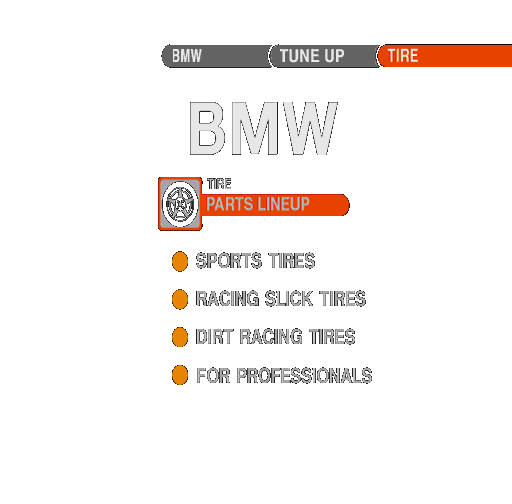 BMW TUNE UP TIRE
BMW
TIRE
PARTS LINEUP
SPORTS TIRES
RACING SLICK TIRES
DIRT RACING TIRES
FOR PROFESSIONALS